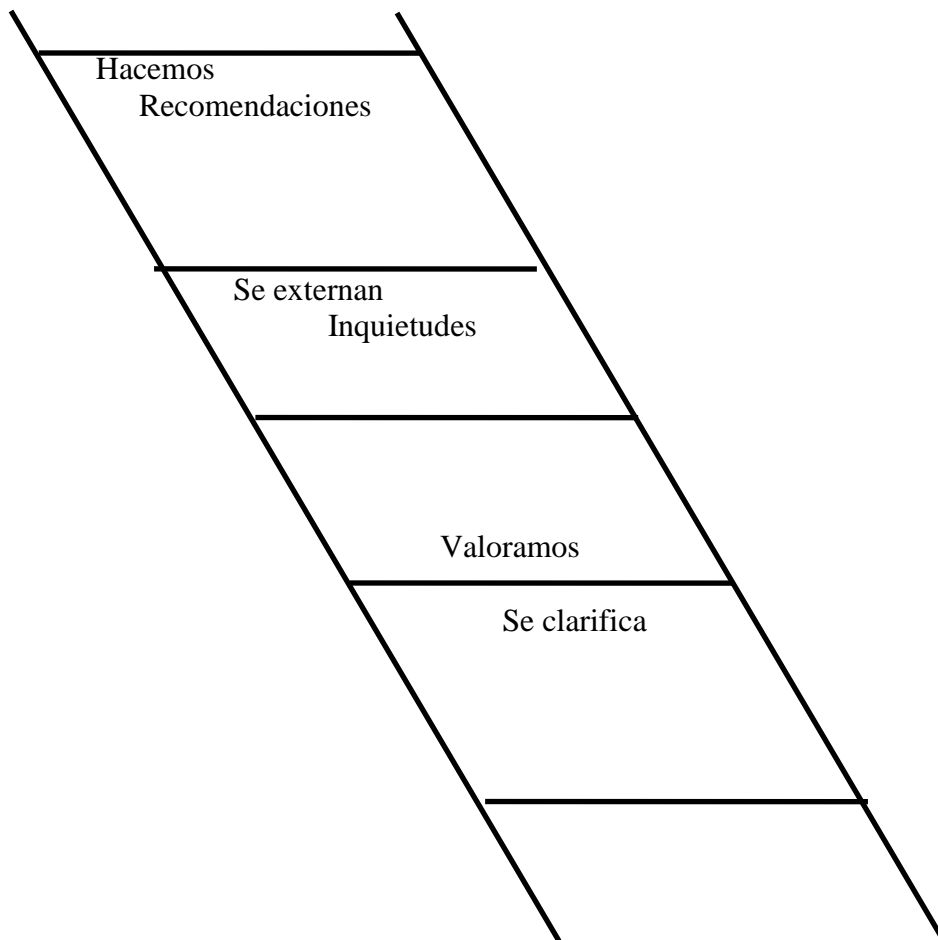 Hacemos
Recomendaciones
Se externan
Inquietudes
Valoramos
Se clarifica